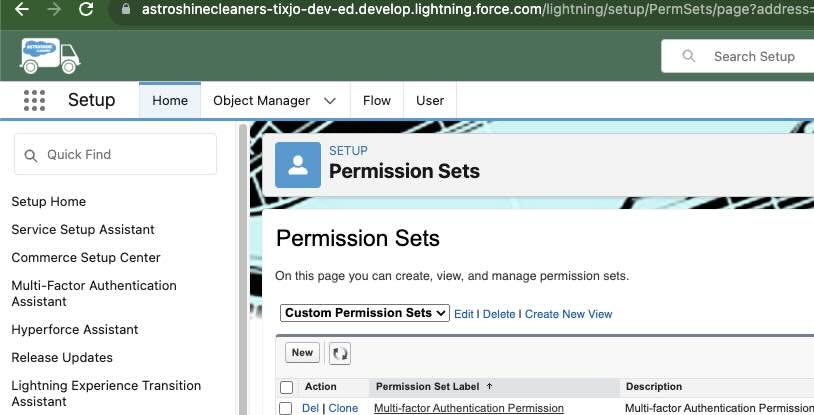 astroshinecleaners-tixjo-dev-ed.develop.lightning.force.com/lightning/setup/PermSets/page?address=
ASTROSHINE
Search Setup
Setup Home Object Manager Flow User
Quick Find
SETUP
Permission Sets
Setup Home
Service Setup Assistant
Commerce Setup Center
Multi-Factor Authentication
Assistant
Hyperforce Assistant
Release Updates
Lightning Experience Transition
Assistant
Permission Sets
On this page you can create, view, and manage permission sets.
Custom Permission Sets Edit | Delete | Create New View
New
Action Permission Set Label ↑ Description
Del | Clone Multi-factor Authentication Permission Multi-factor Authentication Permission